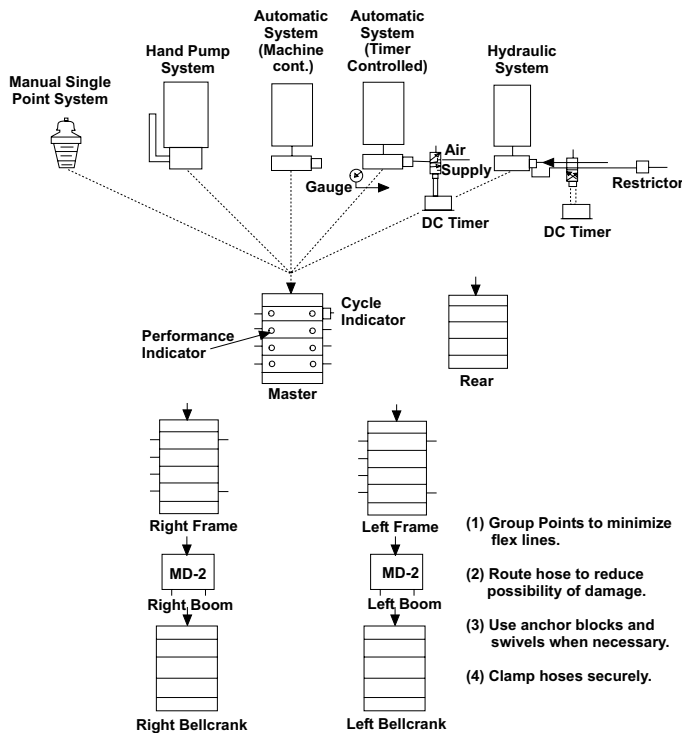 Manual Single
Point System
Hand Pump
System
Automatic
System
(Machine
cont.)
Automatic
System
(Timer
Controlled)
Hydraulic
System
Air
Supply
Gauge
DC Timer
Restrictor
DC Timer
Cycle
Indicator
Performance
Indicator
Master
Rear
Right Frame
Left Frame
MD-2
MD-2
Right Boom
Left Boom
Right Bellcrank
Left Bellcrank
(1) Group Points to minimize
flex lines.
(2) Route hose to reduce
possibility of damage.
(3) Use anchor blocks and
swivels when necessary.
(4) Clamp hoses securely.